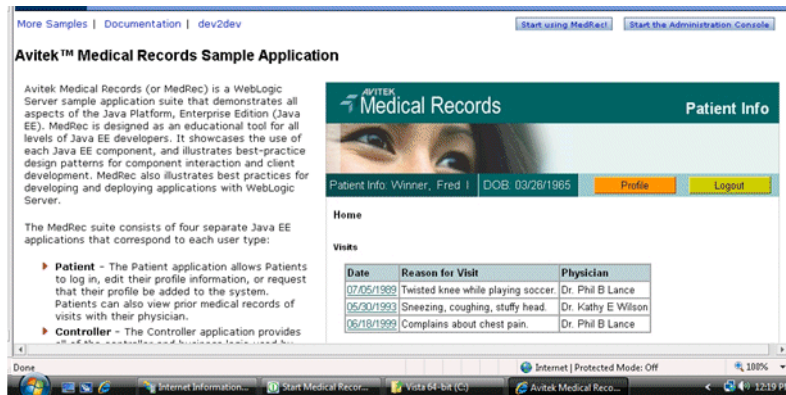 More Samples | Documentation | dev2dev
Start using MedRec!
Start the Administration Console
Avitek™ Medical Records Sample Application
Avitek Medical Records (or MedRec) is a WebLogic
Server sample application suite that demonstrates all
aspects of the Java Platform, Enterprise Edition (Java
EE). MedRec is designed as an educational tool for all
levels of Java EE developers. It showcases the use of
each Java EE component, and illustrates best-practice
design patterns for component interaction and client
development. MedRec also illustrates best practices for
developing and deploying applications with WebLogic
Server.
The MedRec suite consists of four separate Java EE
applications that correspond to each user type:
Patient - The Patient application allows Patients
to log in, edit their profile information, or request
that their profile be added to the system.
Patients can also view prior medical records of
visits with their physician.
Controller - The Controller application provides
AVITEK
Medical Records
Patient Info
Patient Info: Winner, Fred I
DOB: 03/26/1965
Profile
Logout
Home
Visits
Date Reason for Visit Physician
07/05/1989 Twisted knee while playing soccer. Dr. Phil B Lance
05/30/1993 Sneezing, coughing, stuffy head. Dr. Kathy E Wilson
06/18/1999 Complains about chest pain. Dr. Phil B Lance
Done
Internet | Protected Mode: Off
100%
Internet Information...
Start Medical Recor...
Vista 64-bit (C:)
Avitek Medical Reco...
12:19 P